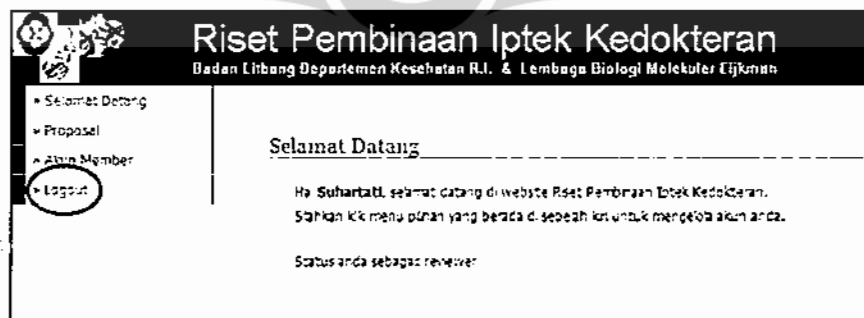 Riset Pembinaan Iptek Kedokteran
Badan Litbang Departemen Kesehatan R.I. & Lembaga Biologi Molekuler Eijkman
» Selamat Datang
» Proposal
» Akun Member
» Logout
Selamat Datang
Hai Suhartati, selamat datang di website Riset Pembinaan Iptek Kedokteran.
Silahkan klik menu pilihan yang berada di sebelah kiri untuk mengelola akun anda.
Status anda sebagai reviewer